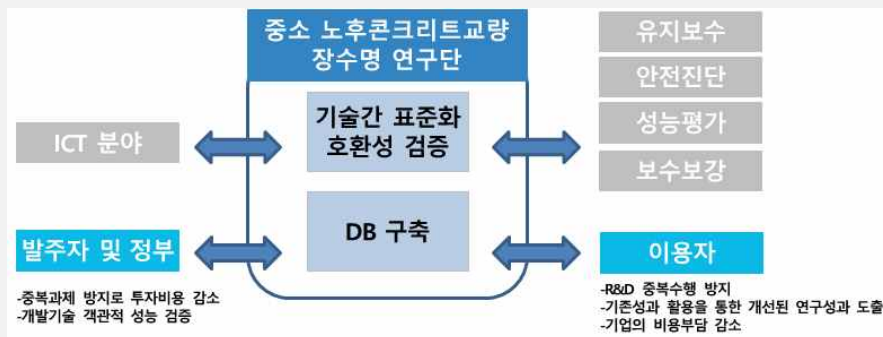 중소 노후콘크리트교량
장수명 연구단
기술간 표준화
호환성 검증
DB 구축
ICT 분야
발주자 및 정부
-중복과제 방지로 투자비용 감소
-개발기술 객관적 성능 검증
유지보수
안전진단
성능평가
보수보강
이용자
-R&D 중복수행 방지
-기존성과 활용을 통한 개선된 연구성과 도출
-기업의 비용부담 감소